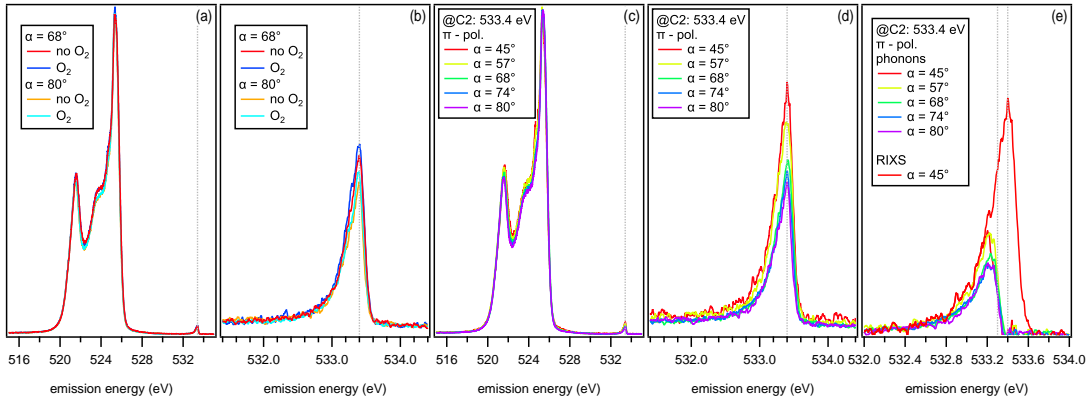 (a)
α = 68°
no O₂
O₂
α = 80°
no O₂
O₂
516 520 524 528 532
emission energy (eV)
(b)
α = 68°
no O₂
O₂
α = 80°
no O₂
O₂
532.0 533.0 534.0
emission energy (eV)
(c)
@C2: 533.4 eV
π - pol.
α = 45°
α = 57°
α = 68°
α = 74°
α = 80°
516 520 524 528 532
emission energy (eV)
(d)
@C2: 533.4 eV
π - pol.
α = 45°
α = 57°
α = 68°
α = 74°
α = 80°
532.0 533.0 534.0
emission energy (eV)
(e)
@C2: 533.4 eV
π - pol.
phonons
α = 45°
α = 57°
α = 68°
α = 74°
α = 80°
RIXS
α = 45°
532.4 532.8 533.2 533.6 534.0
emission energy (eV)